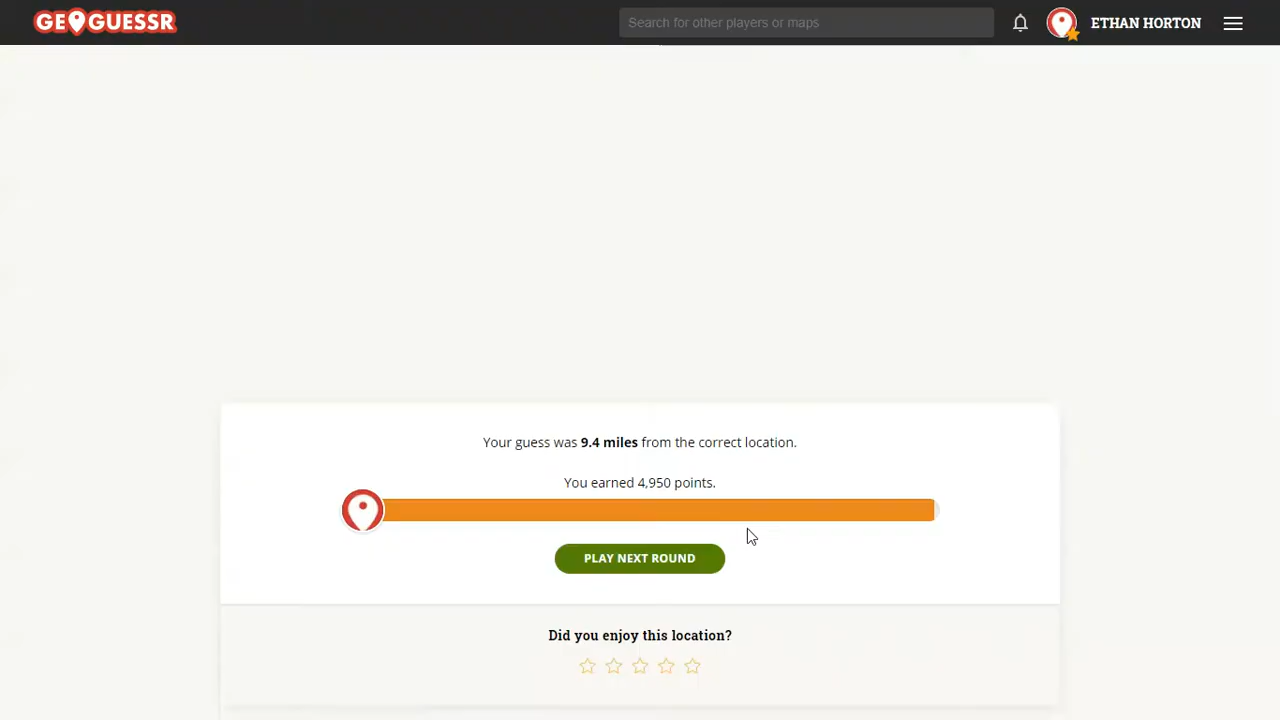 GEOGUESSR
Search for other players or maps
ETHAN HORTON
Your guess was 9.4 miles from the correct location.
You earned 4,950 points.
PLAY NEXT ROUND
Did you enjoy this location?